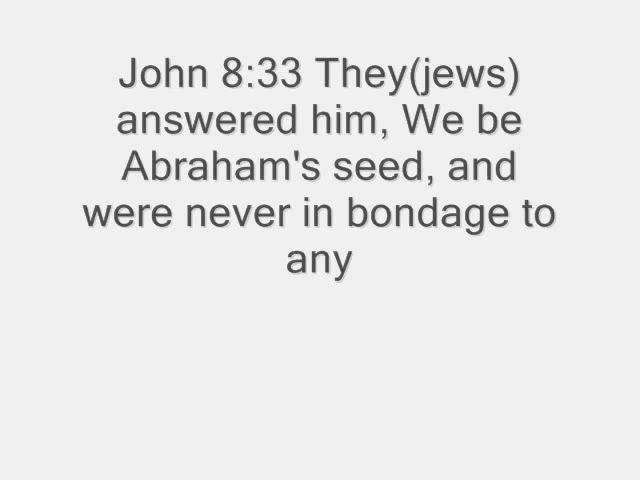 John 8:33 They(jews)
answered him, We be
Abraham's seed, and
were never in bondage to
any